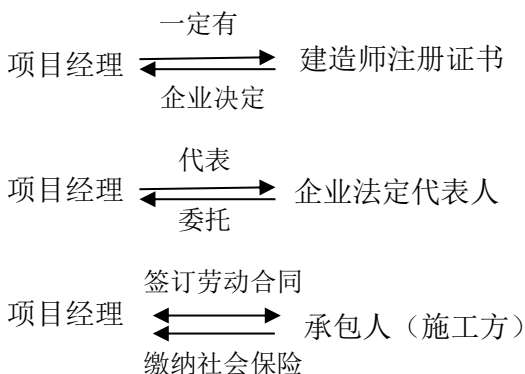 一定有
项目经理 建造师注册证书
企业决定
代表
项目经理 企业法定代表人
委托
签订劳动合同
项目经理 承包人（施工方）
缴纳社会保险